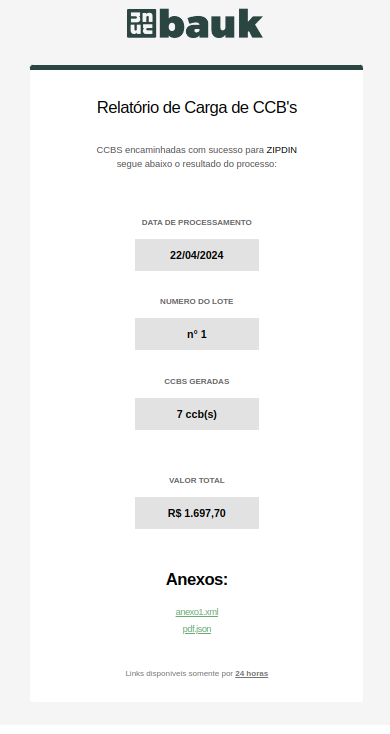 bauk
Relatório de Carga de CCB's
CCBS encaminhadas com sucesso para ZIPDIN
segue abaixo o resultado do processo:
DATA DE PROCESSAMENTO
22/04/2024
NUMERO DO LOTE
n° 1
CCBS GERADAS
7 ccb(s)
VALOR TOTAL
R$ 1.697,70
Anexos:
anexo1.xml
pdf.json
Links disponíveis somente por 24 horas